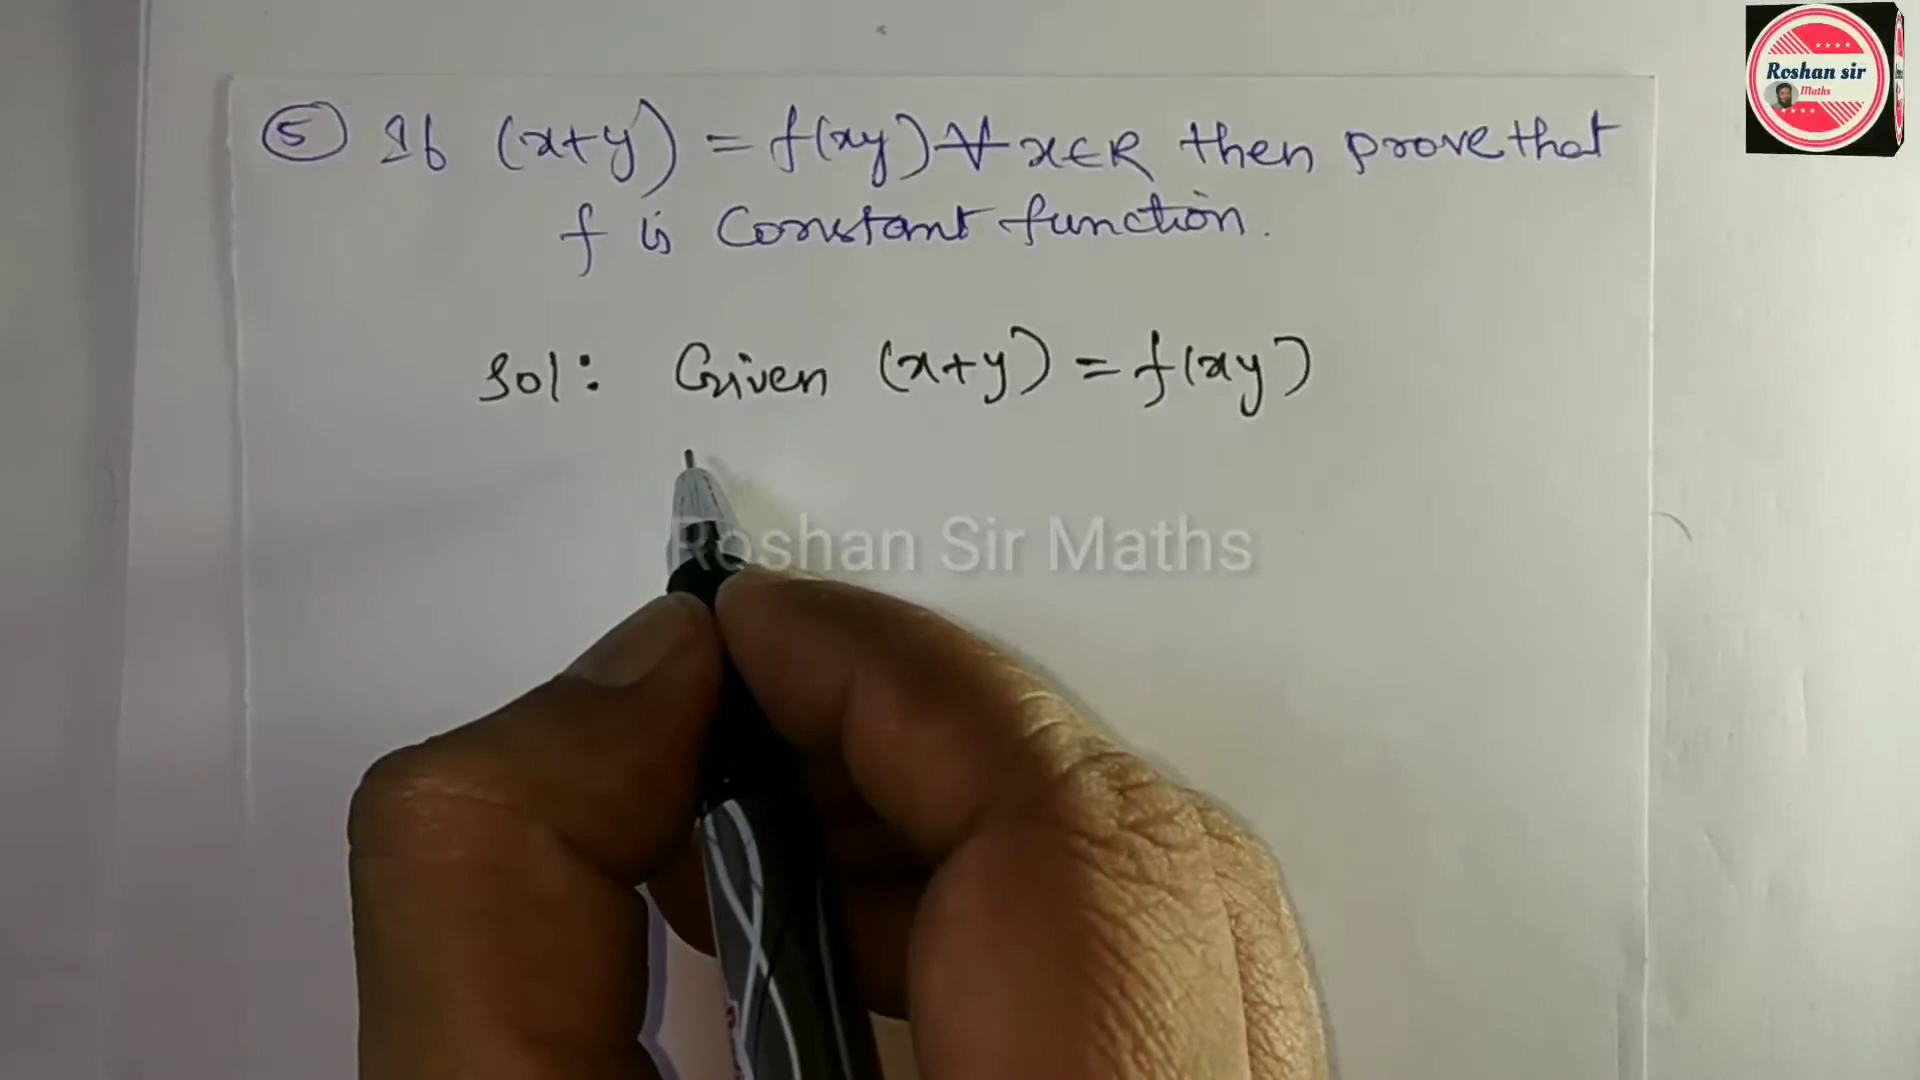 Roshan sir
Maths
⑤ If (x+y) = f(xy) ∀ x∈R then prove that
f is Constant function.
Sol: Given (x+y) = f(xy)
Roshan Sir Maths